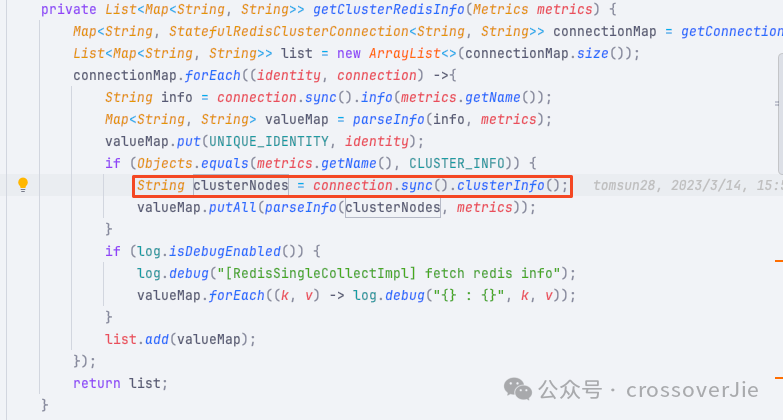 private List<Map<String, String>> getClusterRedisInfo(Metrics metrics) {
Map<String, StatefulRedisClusterConnection<String, String>> connectionMap = getConnection
List<Map<String, String>> list = new ArrayList<>(connectionMap.size());
connectionMap.forEach((identity, connection) ->{
String info = connection.sync().info(metrics.getName());
Map<String, String> valueMap = parseInfo(info, metrics);
valueMap.put(UNIQUE_IDENTITY, identity);
if (Objects.equals(metrics.getName(), CLUSTER_INFO)) {
String clusterNodes = connection.sync().clusterInfo(); tomsun28, 2023/3/14, 15:5
valueMap.putAll(parseInfo(clusterNodes, metrics));
}
if (log.isDebugEnabled()) {
log.debug("[RedisSingleCollectImpl] fetch redis info");
valueMap.forEach((k, v) -> log.debug("{} : {}", k, v));
}
list.add(valueMap);
});
return list;
}
公众号 · crossoverJie